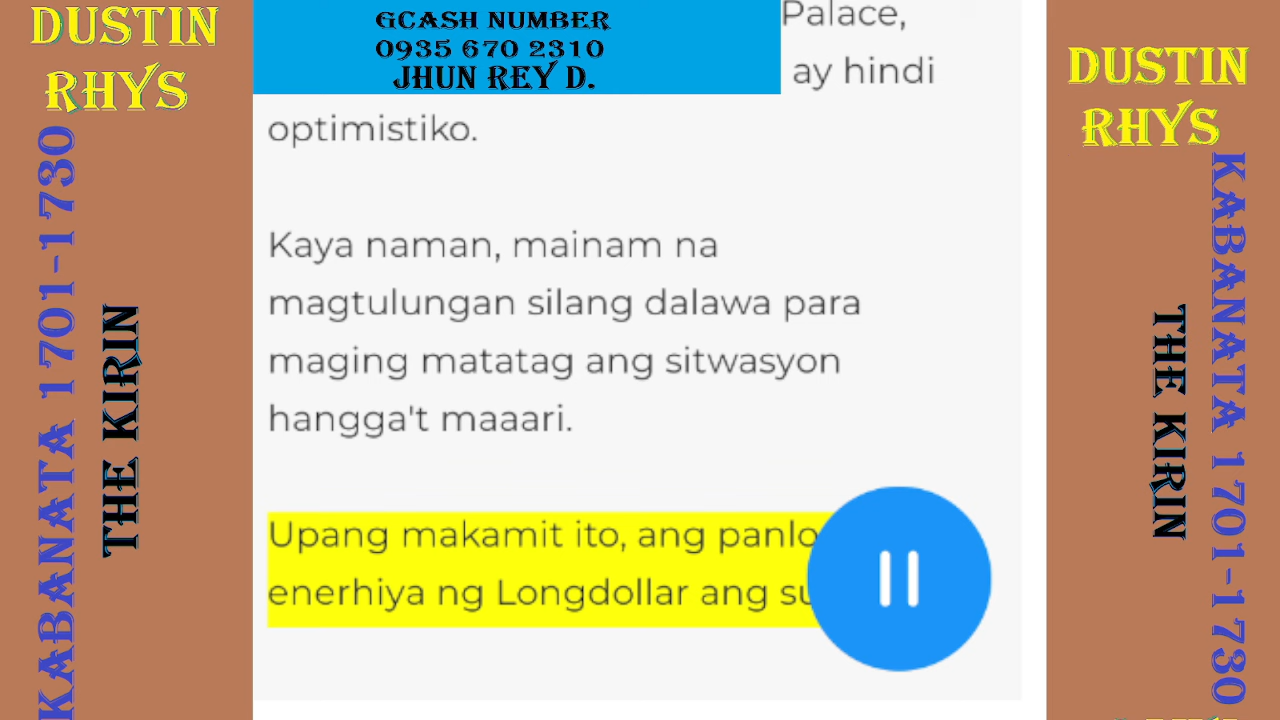 DUSTIN
RHYS
KABANATA 1701-1730
THE KIRIN
GCASH NUMBER
0935 670 2310
JHUN REY D.
Palace,
ay hindi
optimistiko.
Kaya naman, mainam na
magtulungan silang dalawa para
maging matatag ang sitwasyon
hangga't maaari.
Upang makamit ito, ang
enerhiya ng Longdollar ang
DUSTIN
RHYS
KABANATA 1701-1730
THE KIRIN